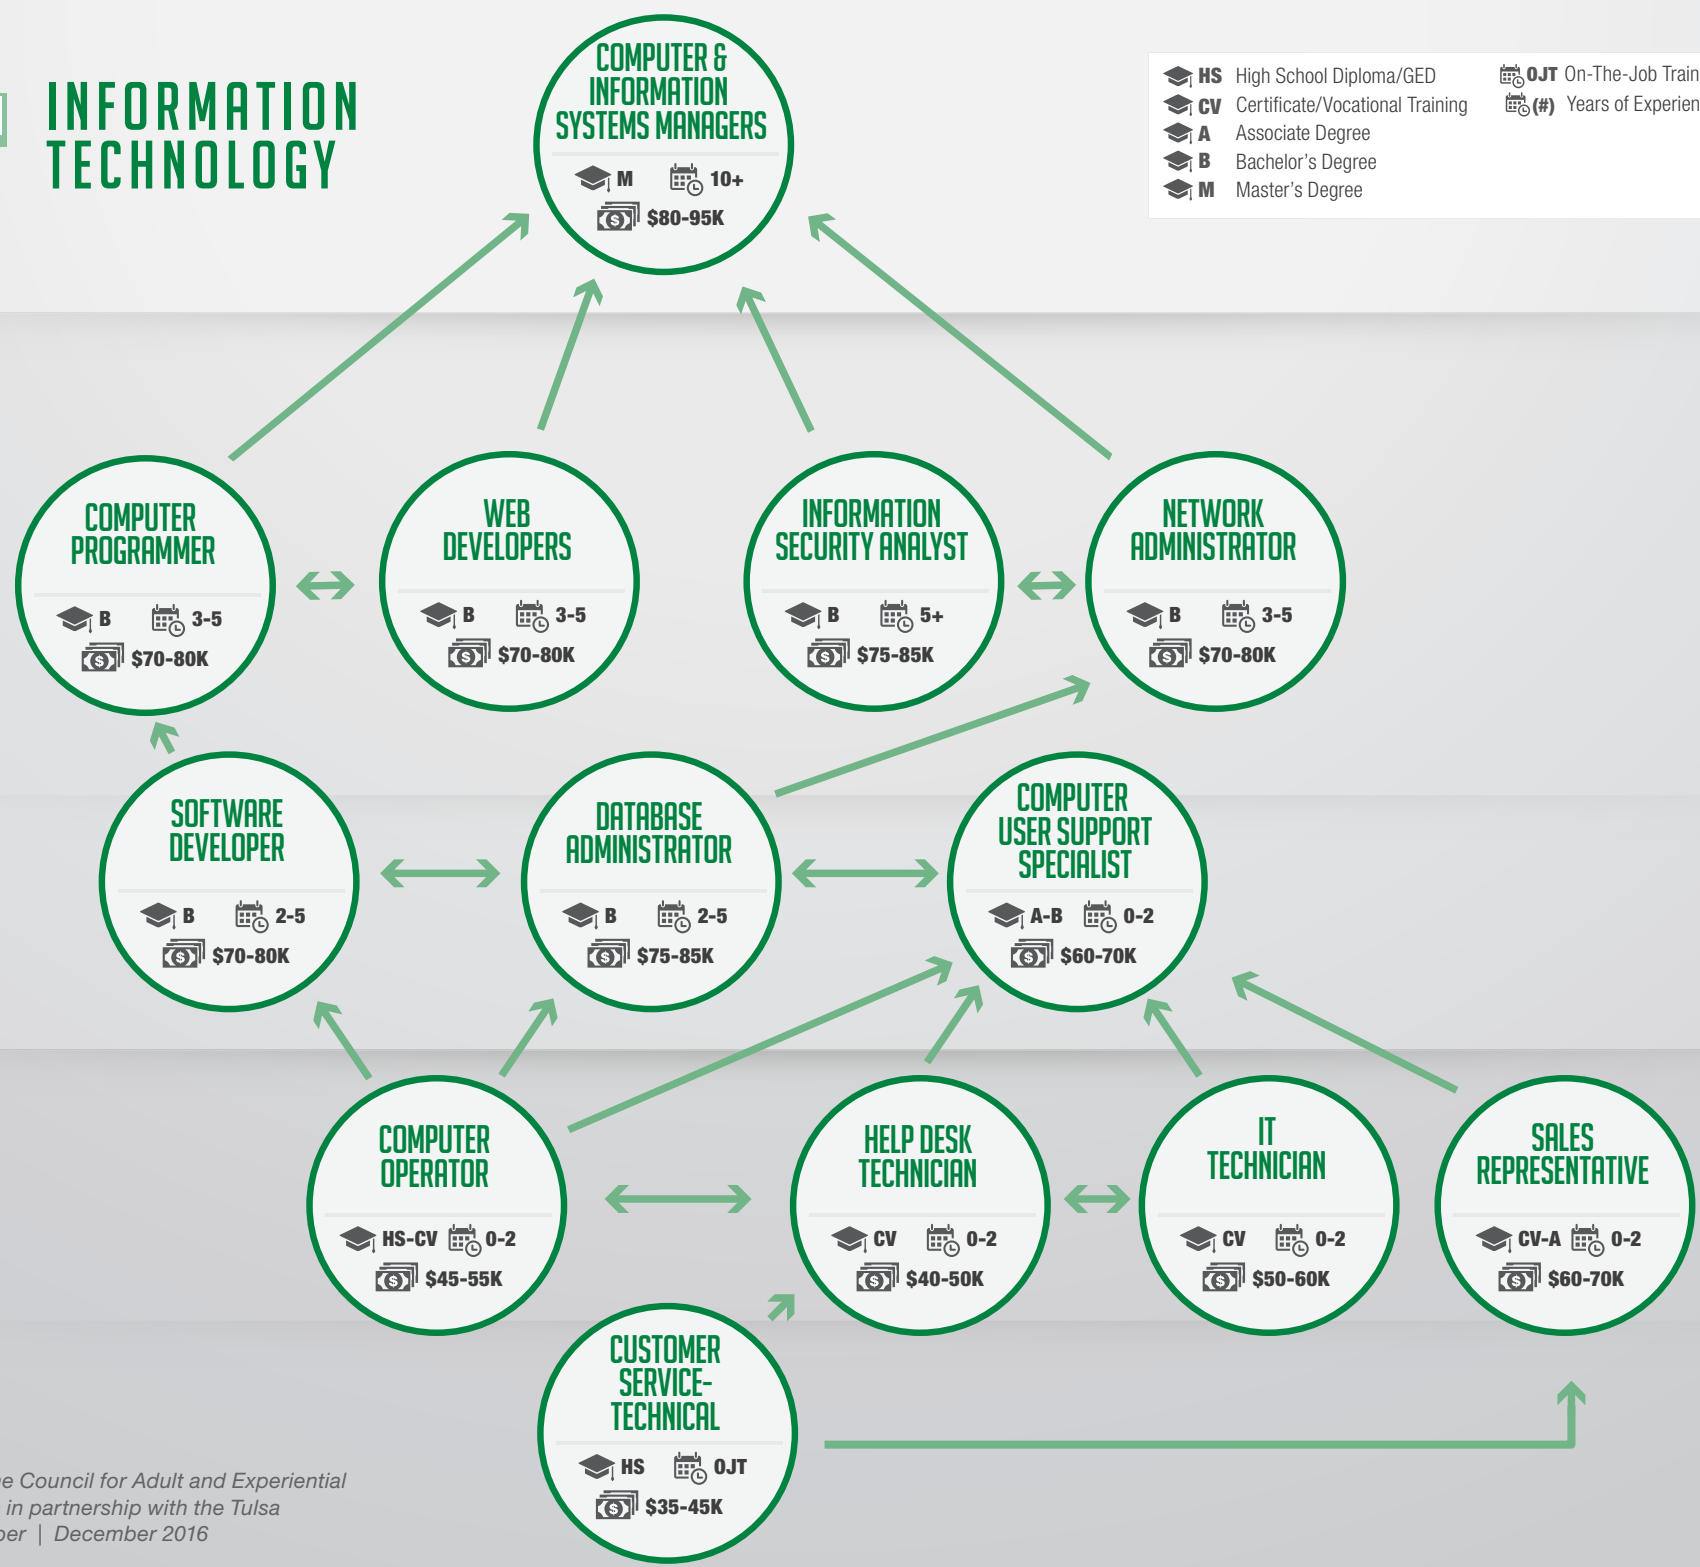 INFORMATION
TECHNOLOGY
COMPUTER &
INFORMATION
SYSTEMS MANAGERS
M 10+
$80-95K
HS High School Diploma/GED
CV Certificate/Vocational Training
A Associate Degree
B Bachelor's Degree
M Master's Degree
OJT On-The-Job Train
(#) Years of Experien
COMPUTER
PROGRAMMER
B 3-5
$70-80K
WEB
DEVELOPERS
B 3-5
$70-80K
INFORMATION
SECURITY ANALYST
B 5+
$75-85K
NETWORK
ADMINISTRATOR
B 3-5
$70-80K
SOFTWARE
DEVELOPER
B 2-5
$70-80K
DATABASE
ADMINISTRATOR
B 2-5
$75-85K
COMPUTER
USER SUPPORT
SPECIALIST
A-B 0-2
$60-70K
COMPUTER
OPERATOR
HS-CV 0-2
$45-55K
HELP DESK
TECHNICIAN
CV 0-2
$40-50K
IT
TECHNICIAN
CV 0-2
$50-60K
SALES
REPRESENTATIVE
CV-A 0-2
$60-70K
CUSTOMER
SERVICE-
TECHNICAL
HS OJT
$35-45K
e Council for Adult and Experiential
in partnership with the Tulsa
ber | December 2016